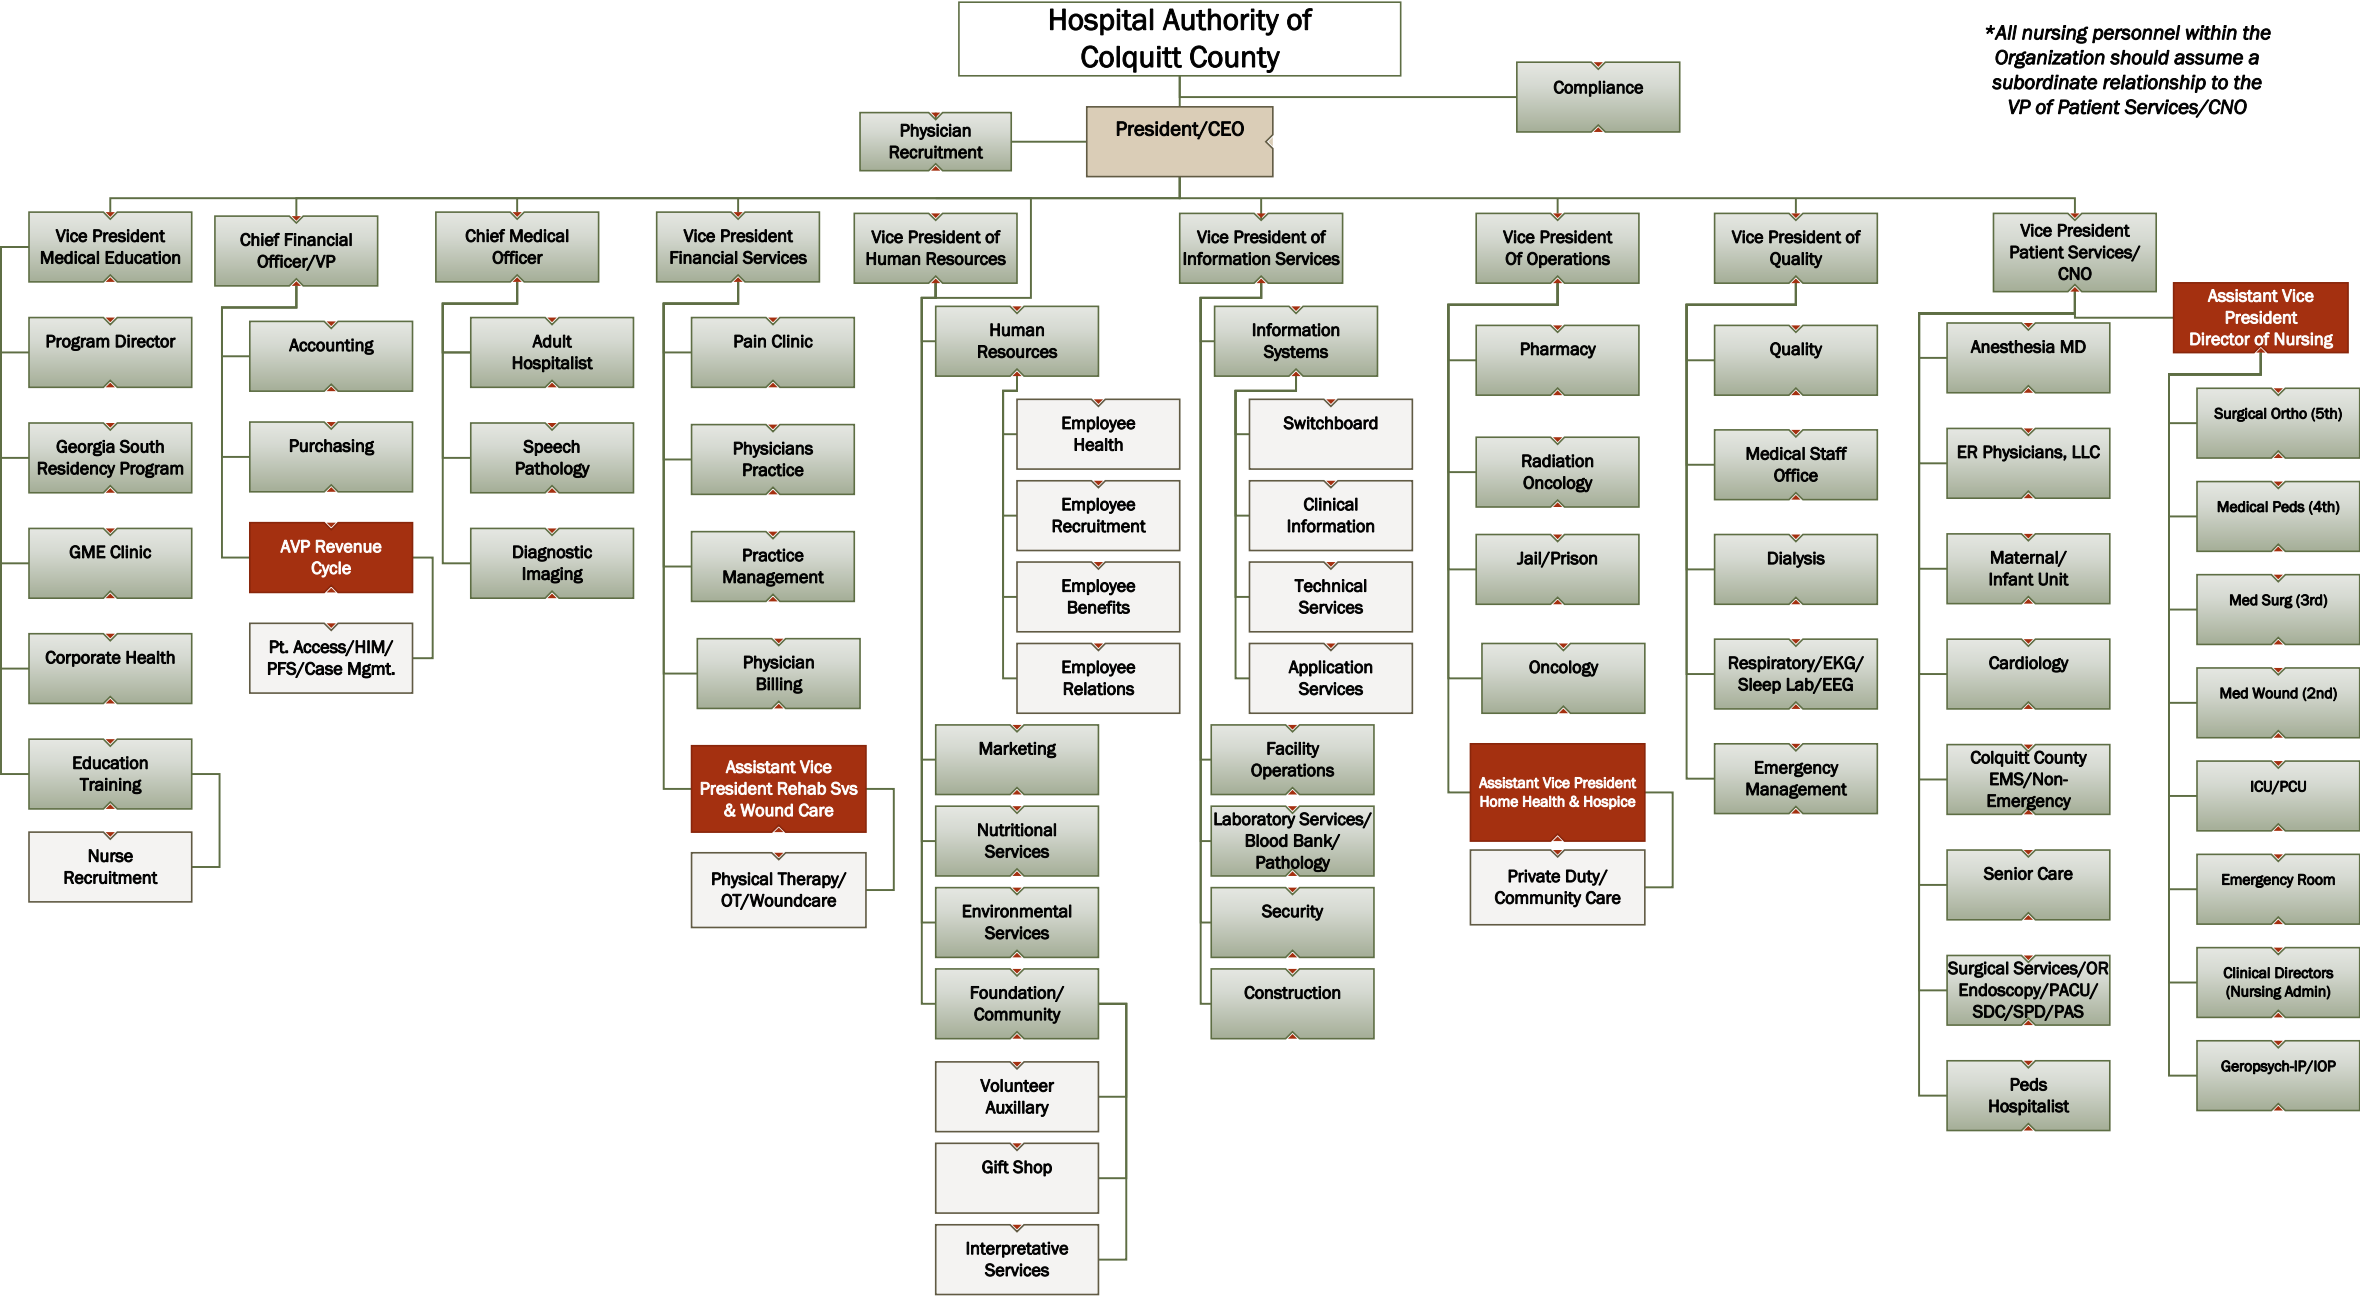 Hospital Authority of
Colquitt County
*All nursing personnel within the
Organization should assume a
subordinate relationship to the
VP of Patient Services/CNO
Compliance
President/CEO
Physician
Recruitment
Vice President
Medical Education
Program Director
Georgia South
Residency Program
GME Clinic
Corporate Health
Education
Training
Nurse
Recruitment
Chief Financial
Officer/VP
Accounting
Purchasing
AVP Revenue
Cycle
Pt. Access/HIM/
PFS/Case Mgmt.
Chief Medical
Officer
Adult
Hospitalist
Speech
Pathology
Diagnostic
Imaging
Vice President
Financial Services
Pain Clinic
Physicians
Practice
Practice
Management
Physician
Billing
Assistant Vice
President Rehab Svs
& Wound Care
Physical Therapy/
OT/Woundcare
Vice President of
Human Resources
Human
Resources
Employee
Health
Employee
Recruitment
Employee
Benefits
Employee
Relations
Marketing
Nutritional
Services
Environmental
Services
Foundation/
Community
Volunteer
Auxillary
Gift Shop
Interpretative
Services
Vice President of
Information Services
Information
Systems
Switchboard
Clinical
Information
Technical
Services
Application
Services
Facility
Operations
Laboratory Services/
Blood Bank/
Pathology
Security
Construction
Vice President
Of Operations
Pharmacy
Radiation
Oncology
Jail/Prison
Oncology
Assistant Vice President
Home Health & Hospice
Private Duty/
Community Care
Vice President of
Quality
Quality
Medical Staff
Office
Dialysis
Respiratory/EKG/
Sleep Lab/EEG
Emergency
Management
Vice President
Patient Services/
CNO
Anesthesia MD
ER Physicians, LLC
Maternal/
Infant Unit
Cardiology
Colquitt County
EMS/Non-
Emergency
Senior Care
Surgical Services/OR
Endoscopy/PACU/
SDC/SPD/PAS
Peds
Hospitalist
Assistant Vice
President
Director of Nursing
Surgical Ortho (5th)
Medical Peds (4th)
Med Surg (3rd)
Med Wound (2nd)
ICU/PCU
Emergency Room
Clinical Directors
(Nursing Admin)
Geropsych-IP/IOP